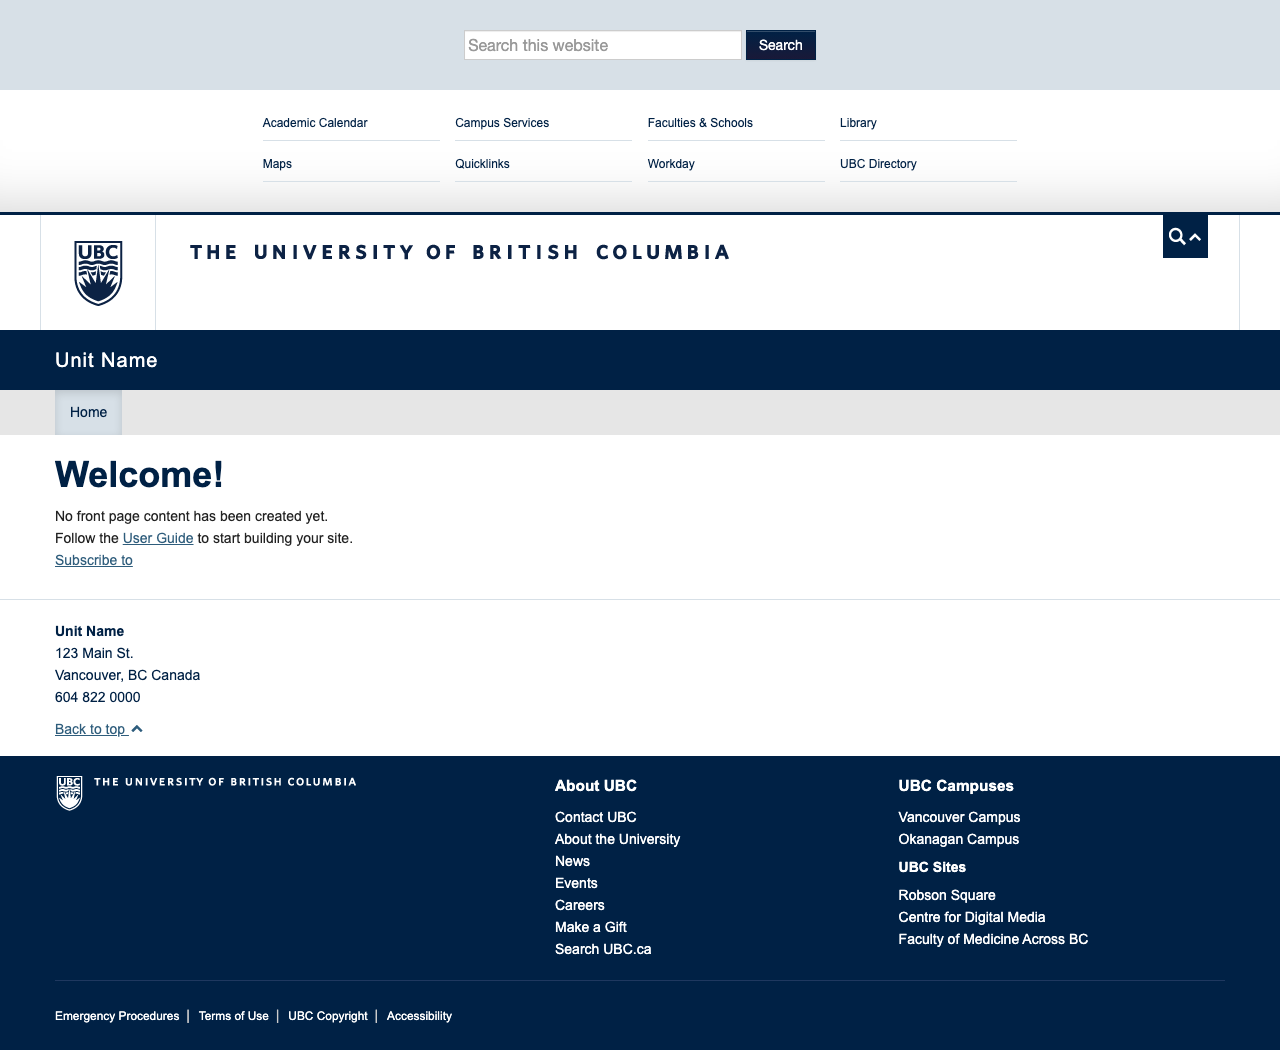 Search this website
Search
Academic Calendar
Campus Services
Faculties & Schools
Library
Maps
Quicklinks
Workday
UBC Directory
UBC
THE UNIVERSITY OF BRITISH COLUMBIA
Unit Name
Home
Welcome!
No front page content has been created yet.
Follow the User Guide to start building your site.
Subscribe to
Unit Name
123 Main St.
Vancouver, BC Canada
604 822 0000
Back to top
UBC
THE UNIVERSITY OF BRITISH COLUMBIA
About UBC
Contact UBC
About the University
News
Events
Careers
Make a Gift
Search UBC.ca
UBC Campuses
Vancouver Campus
Okanagan Campus
UBC Sites
Robson Square
Centre for Digital Media
Faculty of Medicine Across BC
Emergency Procedures | Terms of Use | UBC Copyright | Accessibility